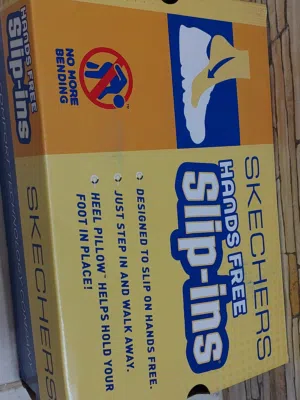 SKECHERS
HANDS FREE
Slip-ins
DESIGNED TO SLIP ON HANDS FREE.
JUST STEP IN AND WALK AWAY.
HEEL PILLOW™ HELPS HOLD YOUR
FOOT IN PLACE!
NO MORE
BENDING
HANDS FREE
Slip-ins
SKECHERS